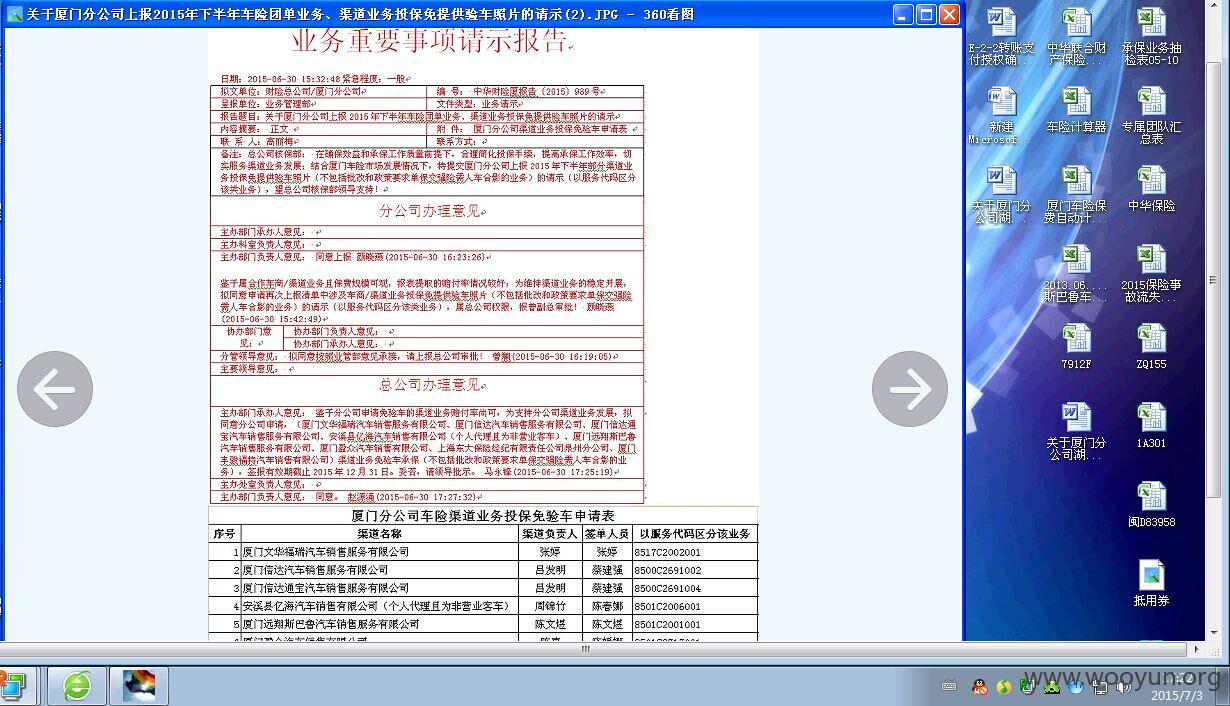 关于厦门分公司上报2015年下半年车险团单业务、渠道业务投保免提供验车照片的请示(2).JPG - 360看图
业务重要事项请示报告
日期: 2015-06-30 15:32:48 紧急程度: 一般
拟文单位: 财险总公司/厦门分公司
编 号: 中华财险厦报告〔2015〕989号
呈报单位: 业务管理部
文件类型: 业务请示
报告题目: 关于厦门分公司上报2015年下半年车险团单业务、渠道业务投保免提供验车照片的请示
内容摘要: 正文
附 件: 厦门分公司渠道业务投保免验车申请表
联 系 人: 高丽梅
联系方式:
备注: 总公司核保部: 在确保效益和承保工作质量前提下, 合理简化投保手续, 提高承保工作效率, 切
实服务渠道业务发展; 结合厦门车险市场发展情况下, 特提交厦门分公司上报2015年下半年部分渠道业
务投保免提供验车照片 (不包括批改和政策要求单保交强险需人车合影的业务) 的请示 (以服务代码区分
该类业务), 望总公司核保部领导支持!
分公司办理意见
主办部门承办人意见:
主办科室负责人意见:
主办部门负责人意见: 同意上报 顾晓燕(2015-06-30 16:23:26)
鉴于属合作车商/渠道业务且保费规模可观, 报表提取的赔付率情况较好; 为维持渠道业务的稳定开展,
拟同意申请再次上报清单中涉及车商/渠道业务投保免提供验车照片 (不包括批改和政策要求单保交强险
需人车合影的业务) 的请示 (以服务代码区分该类业务), 属总公司权限, 报曾副总审批! 顾晓燕
(2015-06-30 15:42:49)
协办部门意见:
协办部门负责人意见:
协办部门承办人意见:
分管领导意见: 拟同意按照业管部意见承接, 请上报总公司审批! 曾翘(2015-06-30 16:19:05)
主要领导意见:
总公司办理意见
主办部门承办人意见: 鉴于分公司申请免验车的渠道业务赔付率尚可, 为支持分公司渠道业务发展, 拟
同意分公司申请, (厦门文华福瑞汽车销售服务有限公司、厦门信达汽车销售服务有限公司、厦门信达通
宝汽车销售服务有限公司、安溪县亿海汽车销售有限公司 (个人代理且为非营业客车)、厦门远翔斯巴鲁
汽车销售服务有限公司、厦门盈众汽车销售有限公司、上海东大保险经纪有限责任公司泉州分公司、厦门
汽车销售有限公司) 渠道业务免验车承保 (不包括批改和政策要求单保交强险需人车合影的业
务), 签报有效期截止2015年12月31日。妥否, 请领导批示。 马永锋(2015-06-30 17:25:19)
主办处室负责人意见:
主办部门负责人意见: 同意。 赵源通(2015-06-30 17:27:32)
厦门分公司车险渠道业务投保免验车申请表
序号 渠道名称 渠道负责人 签单人员 以服务代码区分该业务
1 厦门文华福瑞汽车销售服务有限公司 张婷 张婷 8517C2002001
2 厦门信达汽车销售服务有限公司 吕发明 蔡建强 8500C2691002
3 厦门信达通宝汽车销售服务有限公司 吕发明 蔡建强 8500C2691004
4 安溪县亿海汽车销售有限公司（个人代理且为非营业客车） 周锦竹 陈春娜 8501C2006001
5 厦门远翔斯巴鲁汽车销售服务有限公司 陈文煜 陈文煜 8501C2001001
E-2-2转账支付授权确...
中华联合财产保险...
承保业务抽检表05-10
新建 Microsof...
车险计算器
专属团队汇总表
关于厦门分公司湖...
厦门车险保费自动计...
中华保险
2013.06....斯巴鲁车...
2015保险事故流失...
7912F
ZQ155
关于厦门分公司湖...
1A301
闽D83958
抵用券
www.wooyun.org
2015/7/3